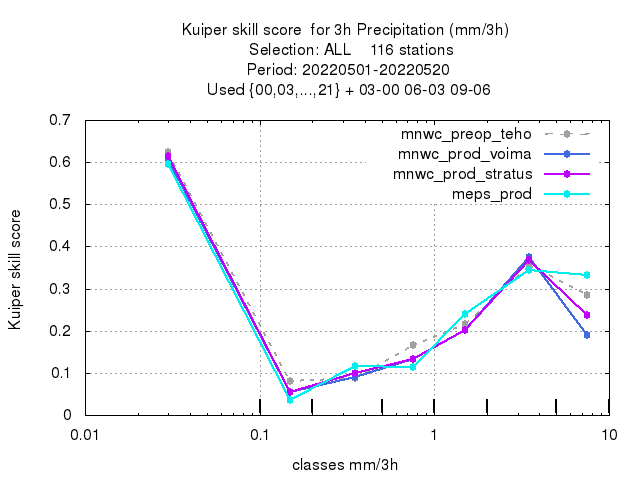 Kuiper skill score  for 3h Precipitation (mm/3h)
Selection: ALL    116 stations
Period: 20220501-20220520
Used {00,03,...,21} + 03-00 06-03 09-06
mnwc_preop_teho
mnwc_prod_voima
mnwc_prod_stratus
meps_prod
Kuiper skill score
0.7
0.6
0.5
0.4
0.3
0.2
0.1
0
0.01 0.1 1 10
classes mm/3h